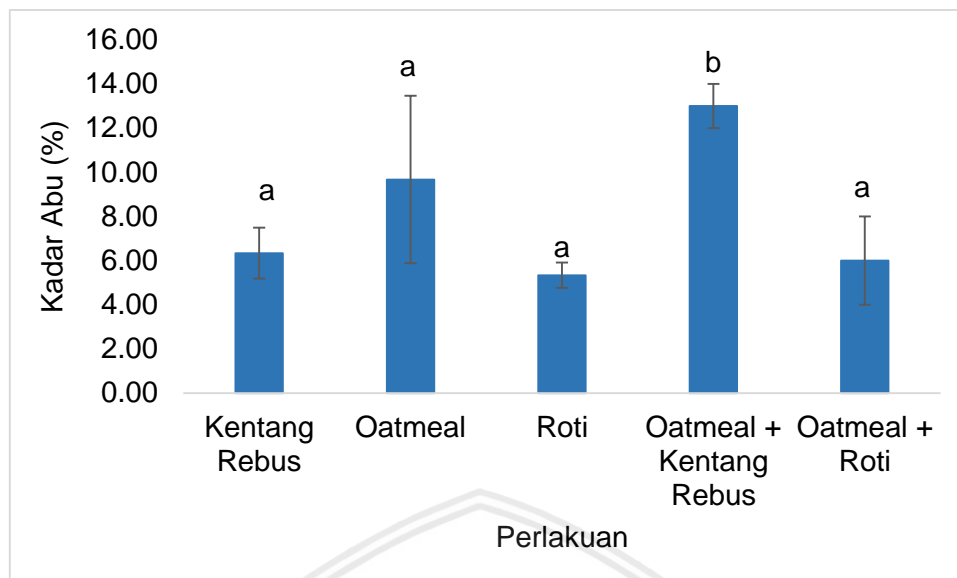 16.00
14.00
12.00
10.00
8.00
6.00
4.00
2.00
0.00
Kadar Abu (%)
a
a
a
b
a
Kentang
Rebus
Oatmeal
Roti
Oatmeal +
Kentang
Rebus
Oatmeal +
Roti
Perlakuan